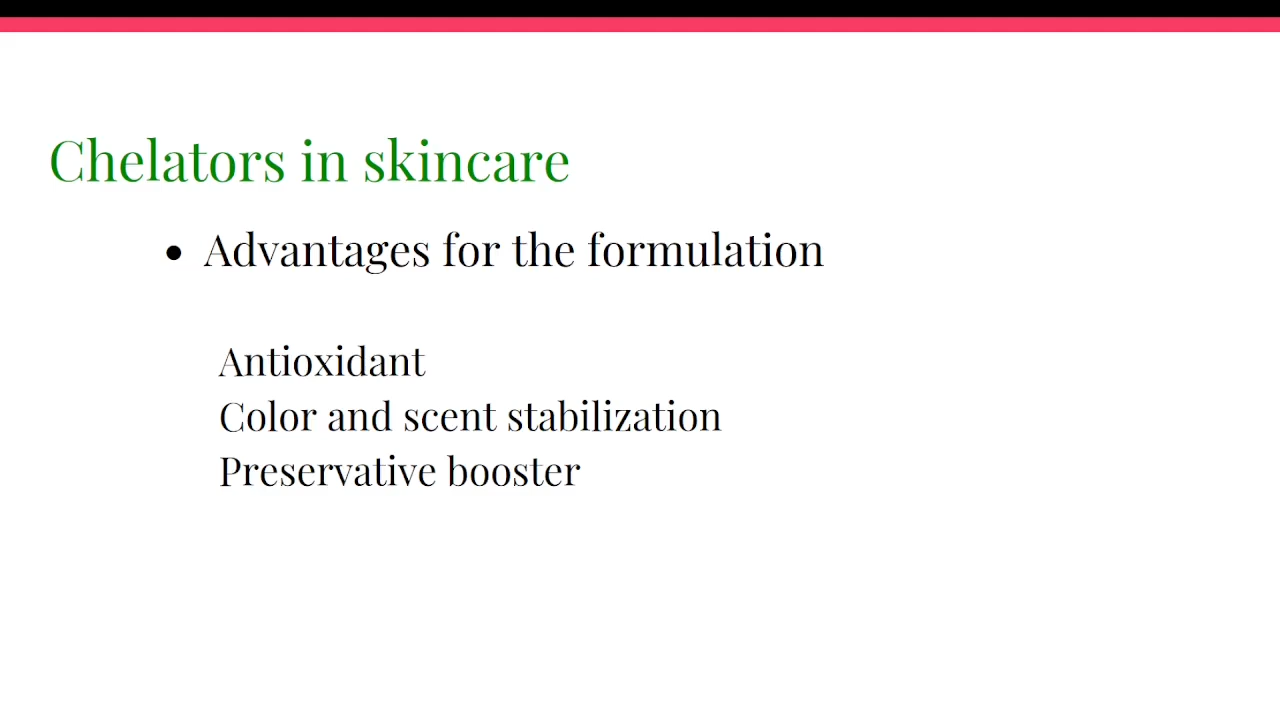 Chelators in skincare
• Advantages for the formulation
Antioxidant
Color and scent stabilization
Preservative booster